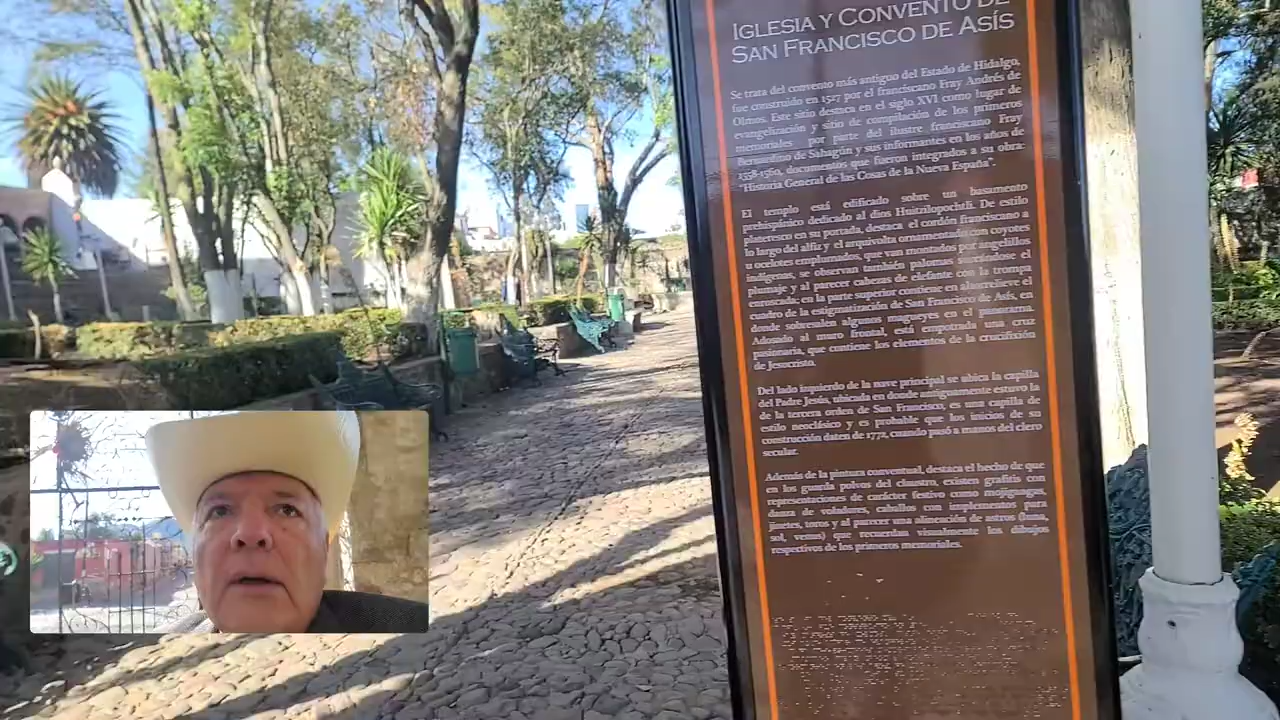 IGLESIA Y CONVENTO DE
SAN FRANCISCO DE ASÍS
Se trata del convento más antiguo del Estado de Hidalgo,
fue construido en 1527 por el franciscano Fray Andrés de
Olmos. Este sitio destaca en el siglo XVI como lugar de
evangelización y sitio de compilación de los primeros
memoriales por parte del ilustre franciscano Fray
Bernardino de Sahagún y sus informantes en los años de
1558-1560, documentos que fueron integrados a su obra:
"Historia General de las Cosas de la Nueva España".
El templo está edificado sobre un basamento
prehispánico dedicado al dios Huitzilopochtli. De estilo
plateresco en su portada, destaca el cordón franciscano a
lo largo del alfiz y el arquivolta ornamentada con coyotes
u ocelotes emplumados, que van montados por angelillos
indígenas, se observan también palomas surcándose el
plumaje y al parecer cabezas de elefante con la trompa
enroscada; en la parte superior contiene en altorrelieve el
cuadro de la estigmatización de San Francisco de Asís, en
donde sobresalen algunos magueyes en el panorama.
Adosado al muro frontal, está empotrada una cruz
pasionaria, que contiene los elementos de la crucifixión
de Jesucristo.
Del lado izquierdo de la nave principal se ubica la capilla
del Padre Jesús, ubicada en donde antiguamente estuvo la
de la tercera orden de San Francisco, es una capilla de
estilo neoclásico y es probable que los inicios de su
construcción daten de 1772, cuando pasó a manos del clero
secular.
Además de la pintura conventual, destaca el hecho de que
en los guarda polvos del claustro, existen grafitis con
representaciones de carácter festivo como mojigangas,
danza de voladores, caballos con implementos para
jinetes, toros y al parecer una alineación de astros (luna,
sol, venus) que recuerdan visualmente los dibujos
respectivos de los primeros memoriales.